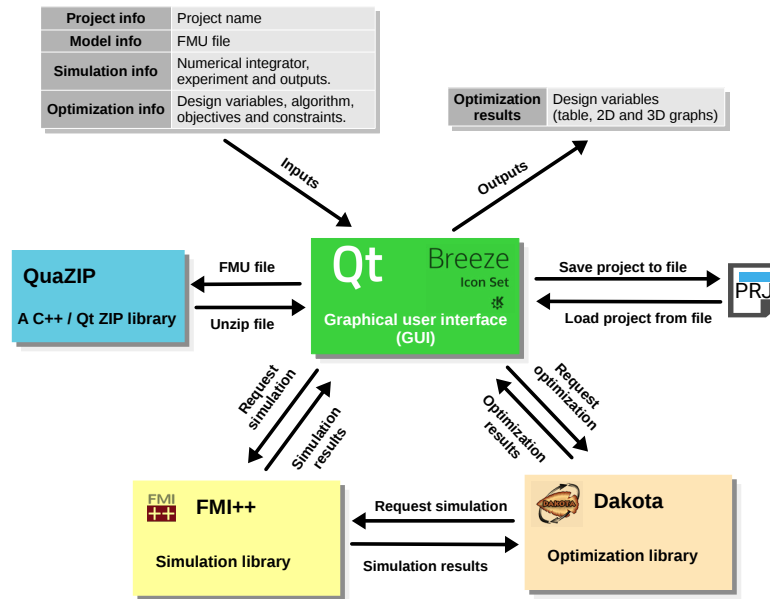 Project info Project name
Model info FMU file
Simulation info Numerical integrator,
experiment and outputs.
Optimization info Design variables, algorithm,
objectives and constraints.
Optimization
results
Design variables
(table, 2D and 3D graphs)
Inputs
Outputs
QuaZIP
A C++ / Qt ZIP library
FMU file
Unzip file
Qt
Breeze
Icon Set
K
Graphical user interface
(GUI)
Save project to file
Load project from file
PRJ
Request
simulation
Simulation
results
Request
optimization
Optimization
results
FMI
++
FMI++
Simulation library
Request simulation
Simulation results
DAKOTA
Dakota
Optimization library